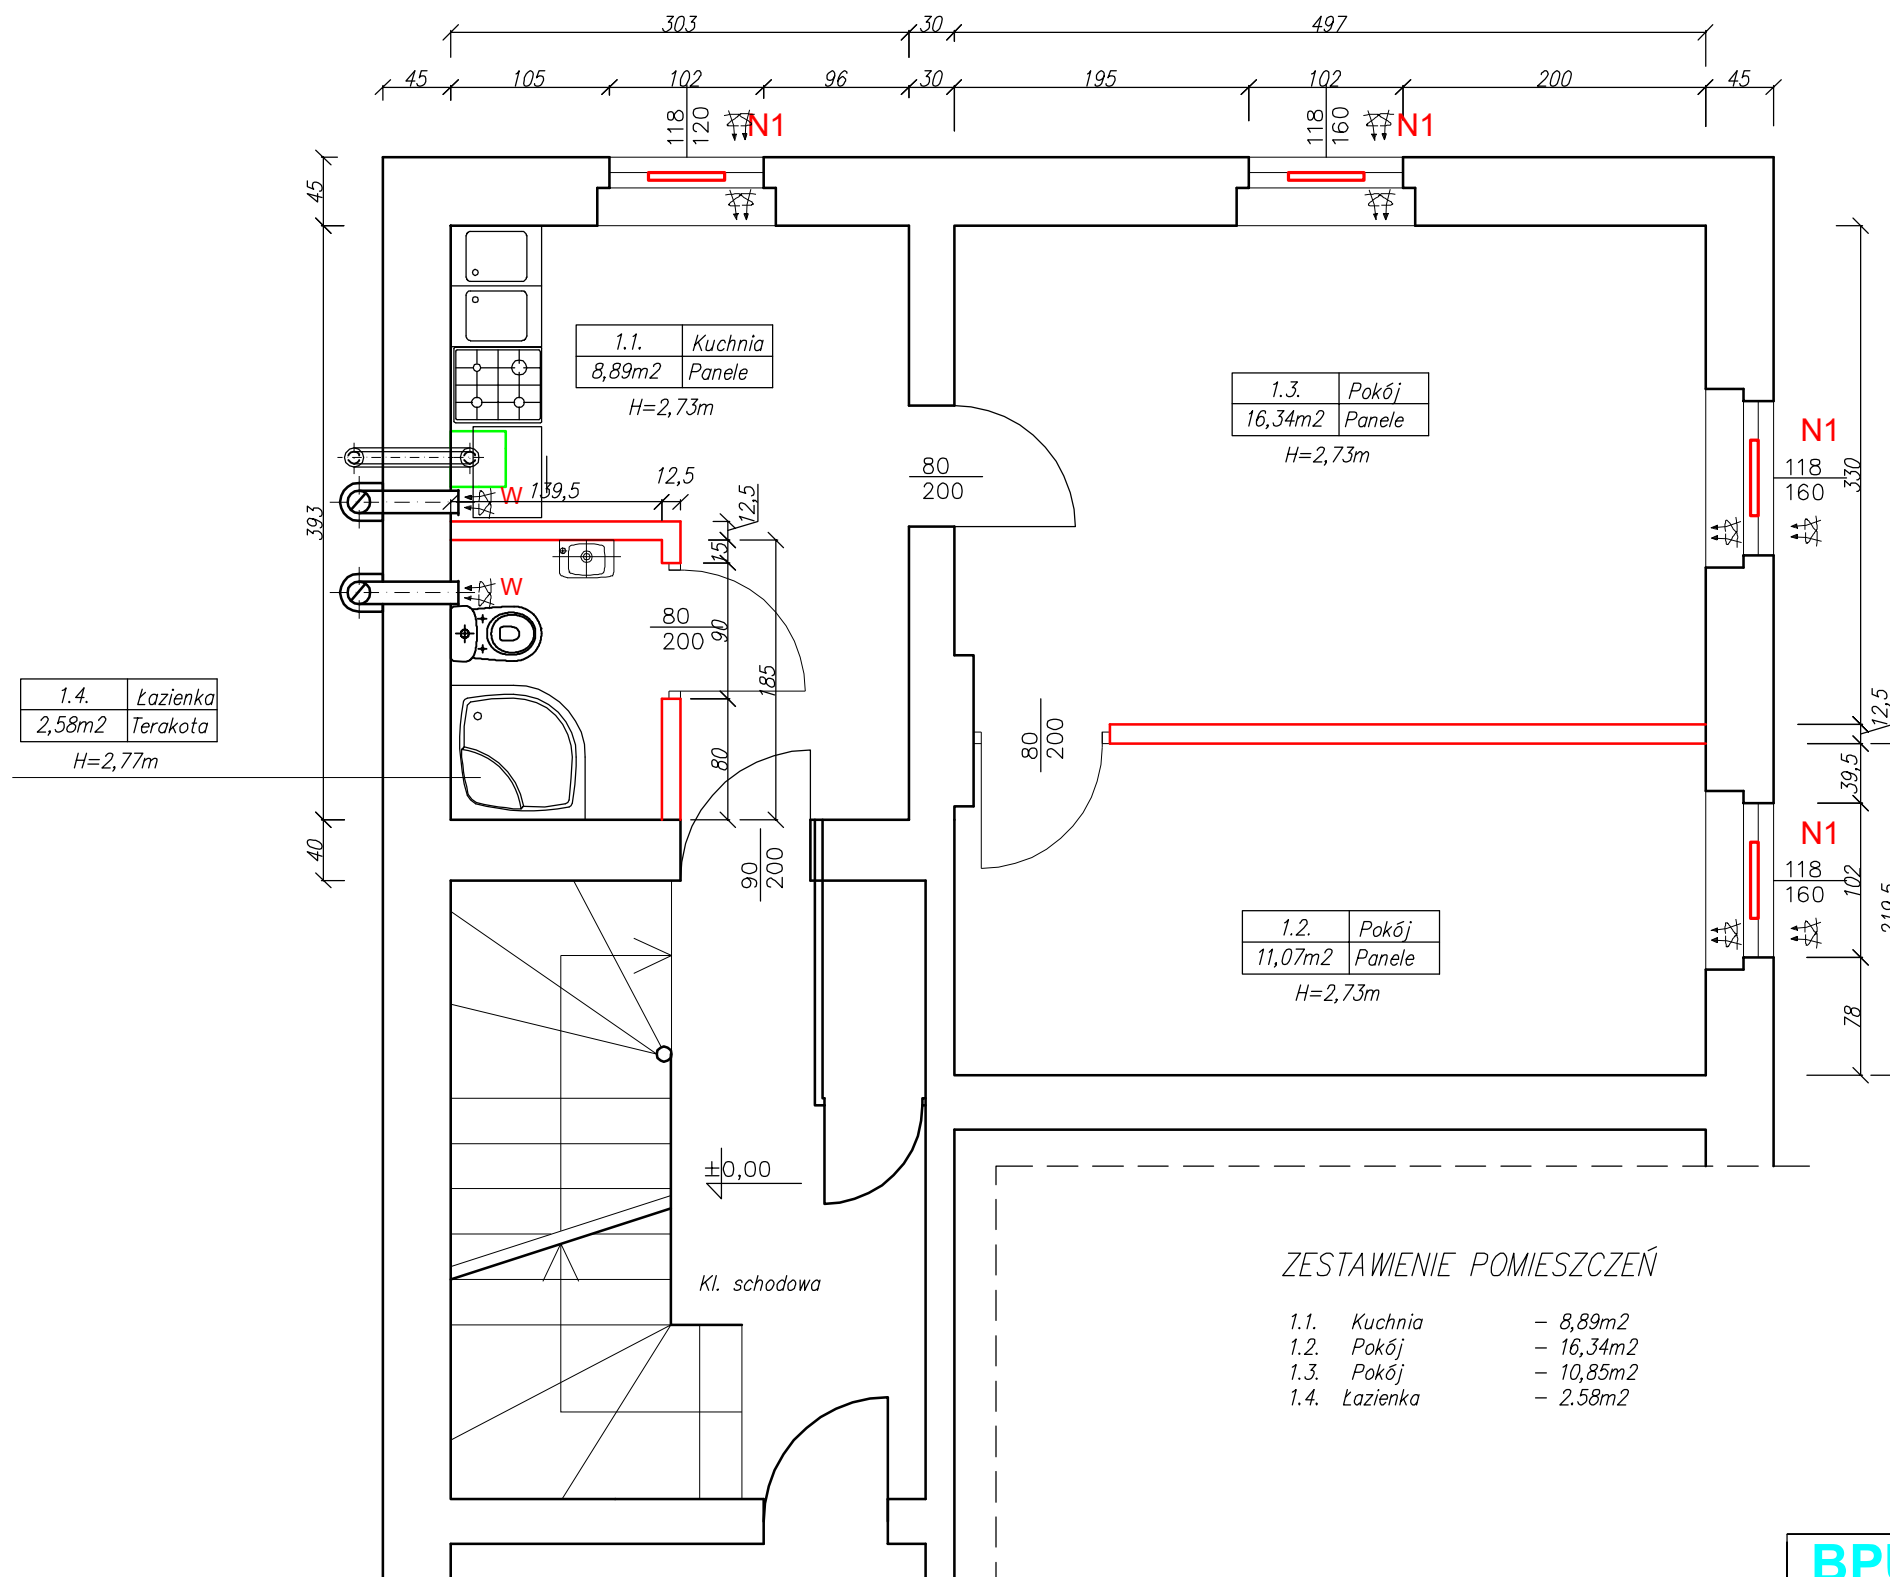 303 30 497
45 105 102 96 30 195 102 200 45
118
120
N1
118
160
N1
45
1.1. Kuchnia
8,89m2 Panele
H=2,73m
1.3. Pokój
16,34m2 Panele
H=2,73m
N1
118
160
330
80
200
12,5
139,5
W
12,5
393
15
W
80
200
90
185
1.4. Łazienka
2,58m2 Terakota
H=2,77m
80
200
12,5
80
39,5
40
90
200
N1
118
160
102
219,5
1.2. Pokój
11,07m2 Panele
H=2,73m
78
±0,00
Kl. schodowa
ZESTAWIENIE POMIESZCZEŃ
1.1. Kuchnia – 8,89m2
1.2. Pokój – 16,34m2
1.3. Pokój – 10,85m2
1.4. Łazienka – 2.58m2